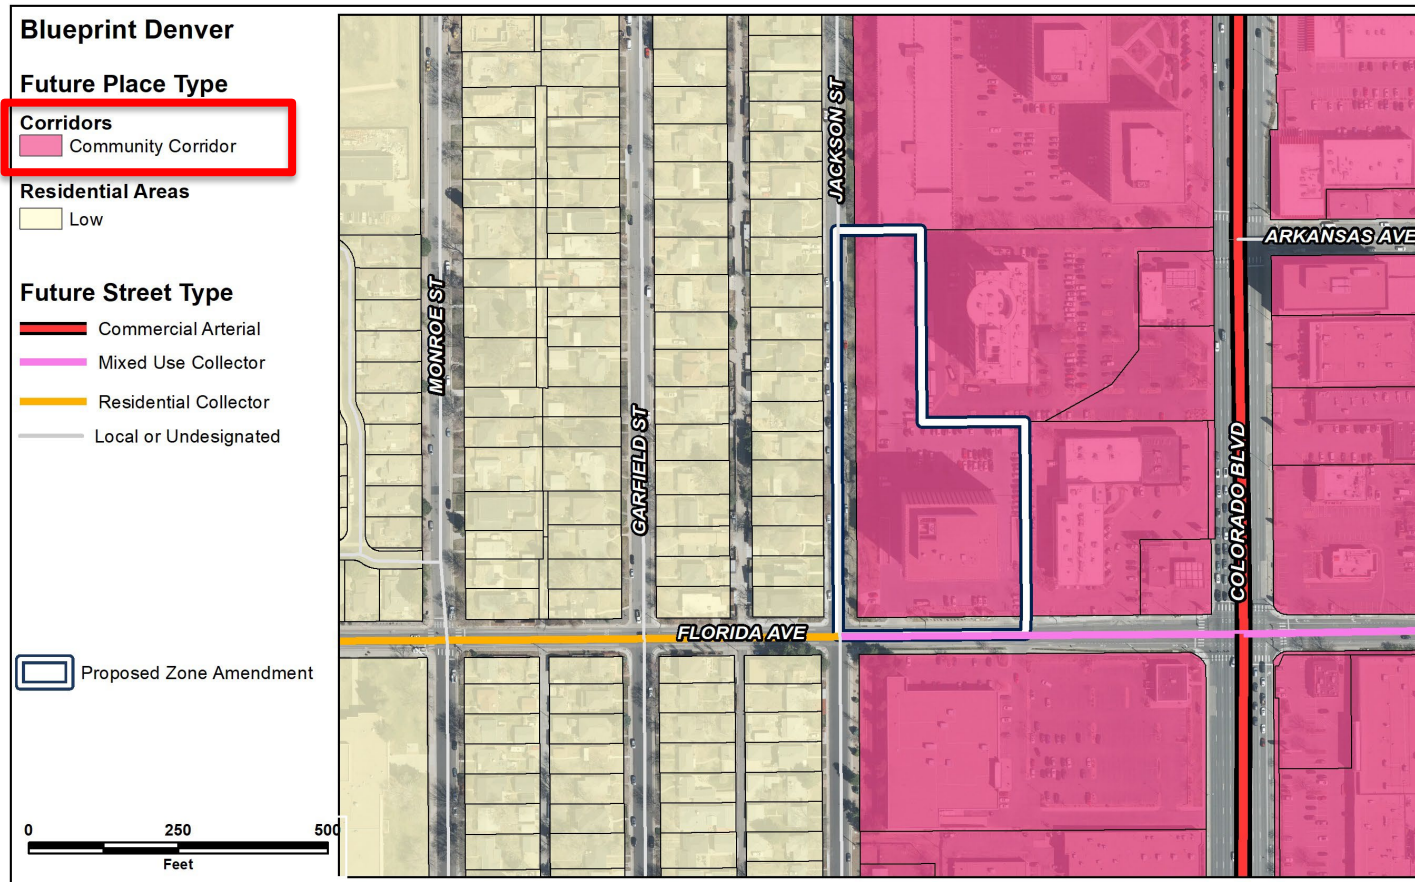 Blueprint Denver
Future Place Type
Corridors
Community Corridor
Residential Areas
Low
Future Street Type
Commercial Arterial
Mixed Use Collector
Residential Collector
Local or Undesignated
Proposed Zone Amendment
0 250 500
Feet
MONROE ST
GARFIELD ST
JACKSON ST
COLORADO BLVD
ARKANSAS AVE
FLORIDA AVE